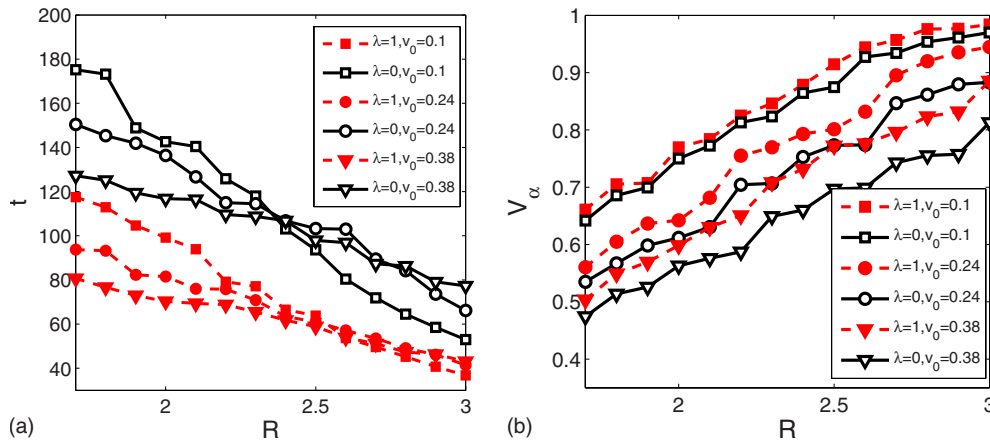 200
180
160
140
120
100
80
60
40
t
2
2.5
3
R
(a)
λ=1,v₀=0.1
λ=0,v₀=0.1
λ=1,v₀=0.24
λ=0,v₀=0.24
λ=1,v₀=0.38
λ=0,v₀=0.38
1
0.9
0.8
0.7
0.6
0.5
0.4
Vα
2
2.5
3
R
(b)
λ=1,v₀=0.1
λ=0,v₀=0.1
λ=1,v₀=0.24
λ=0,v₀=0.24
λ=1,v₀=0.38
λ=0,v₀=0.38